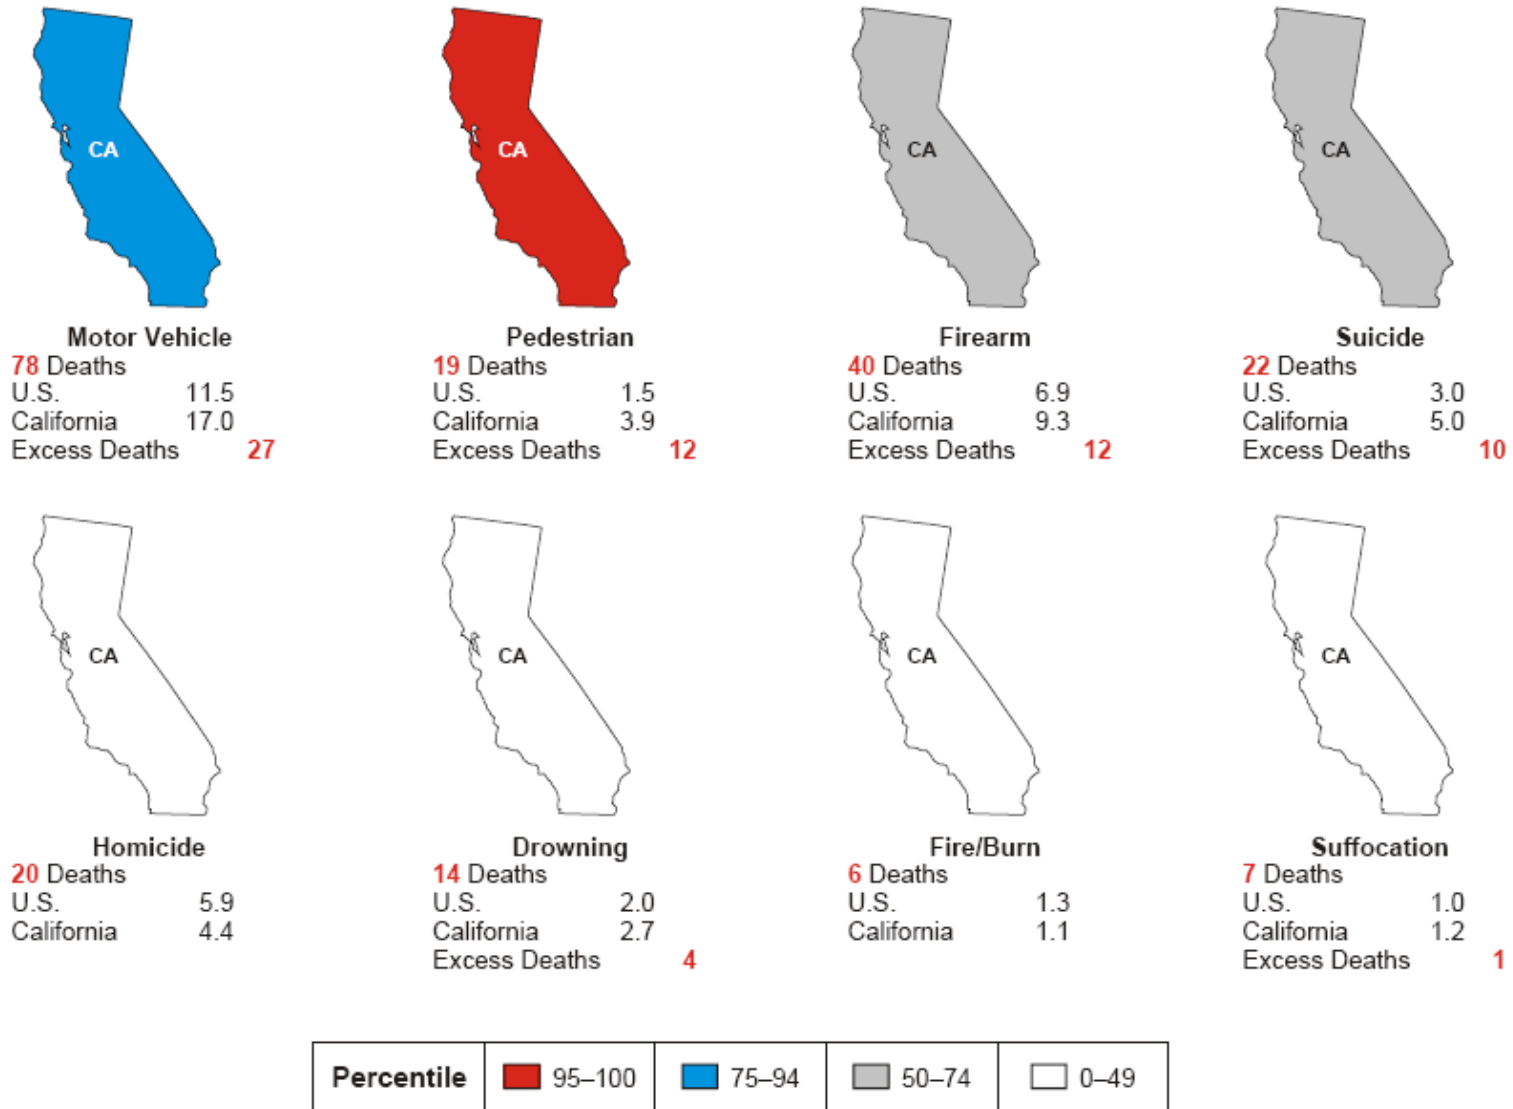 CA CA CA CA
Motor Vehicle Pedestrian Firearm Suicide
78 Deaths 19 Deaths 40 Deaths 22 Deaths
U.S. 11.5 U.S. 1.5 U.S. 6.9 U.S. 3.0
California 17.0 California 3.9 California 9.3 California 5.0
Excess Deaths 27 Excess Deaths 12 Excess Deaths 12 Excess Deaths 10
CA CA CA CA
Homicide Drowning Fire/Burn Suffocation
20 Deaths 14 Deaths 6 Deaths 7 Deaths
U.S. 5.9 U.S. 2.0 U.S. 1.3 U.S. 1.0
California 4.4 California 2.7 California 1.1 California 1.2
Excess Deaths 4 Excess Deaths 1
Percentile 95–100 75–94 50–74 0–49